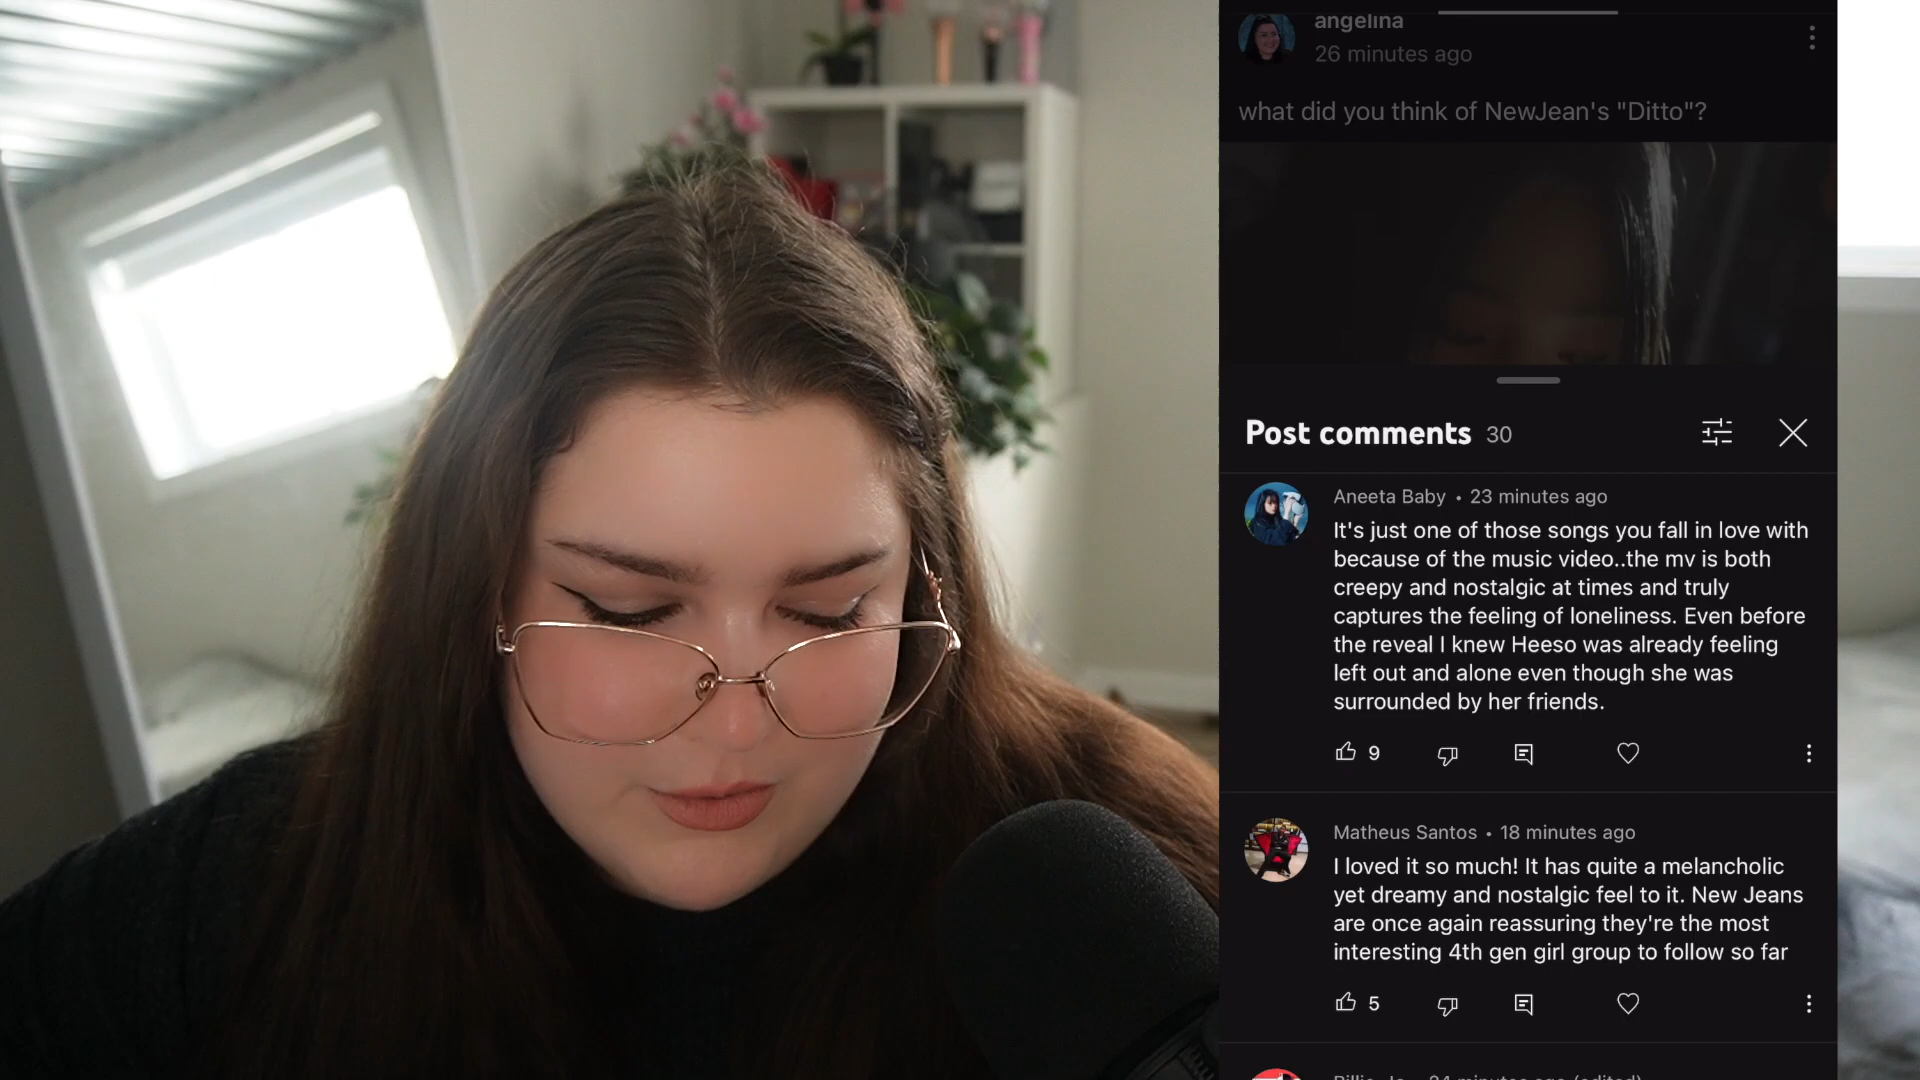 angelina
26 minutes ago
what did you think of NewJean's "Ditto"?
Post comments 30
Aneeta Baby • 23 minutes ago
It's just one of those songs you fall in love with
because of the music video..the mv is both
creepy and nostalgic at times and truly
captures the feeling of loneliness. Even before
the reveal I knew Heeso was already feeling
left out and alone even though she was
surrounded by her friends.
9
Matheus Santos • 18 minutes ago
I loved it so much! It has quite a melancholic
yet dreamy and nostalgic feel to it. New Jeans
are once again reassuring they're the most
interesting 4th gen girl group to follow so far
5
minutes ago (edited)